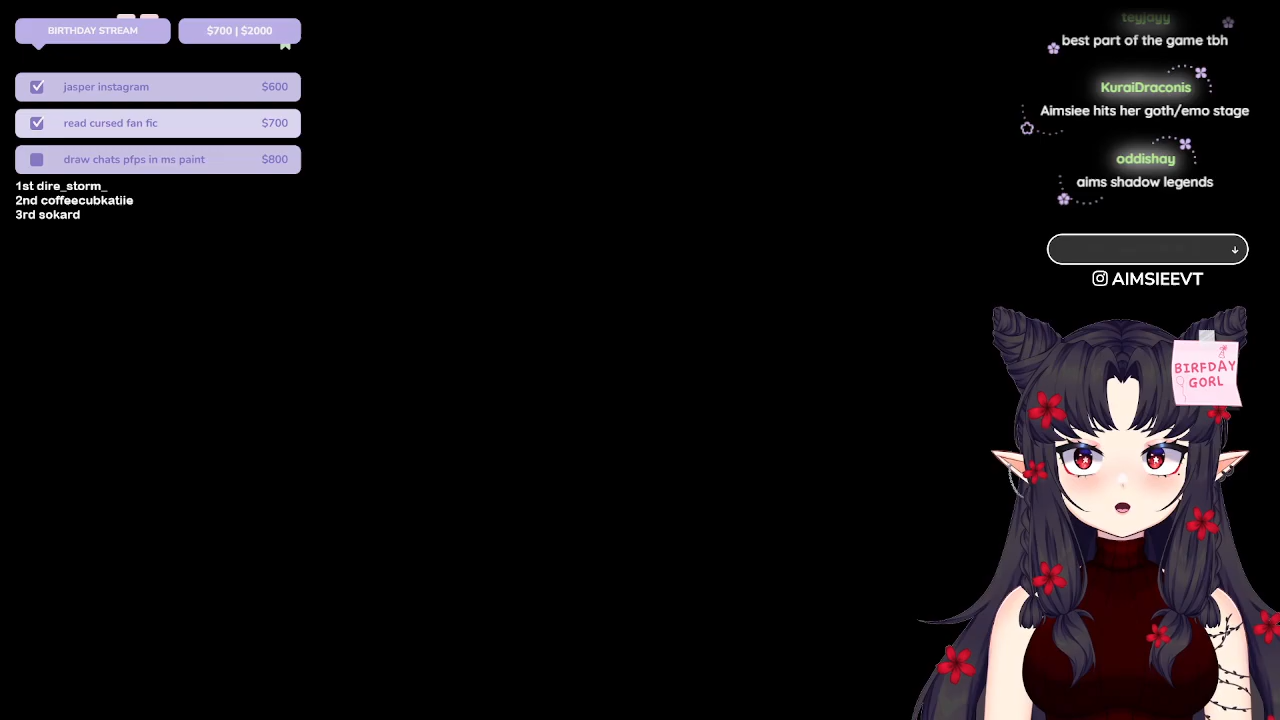 BIRTHDAY STREAM
$700 | $2000
jasper instagram $600
read cursed fan fic $700
draw chats pfps in ms paint $800
1st dire_storm_
2nd coffeecubkatiie
3rd sokard
teyjayy
best part of the game tbh
KuraiDraconis
Aimsiee hits her goth/emo stage
oddishay
aims shadow legends
AIMSIEEVT
BIRFDAY
GORL